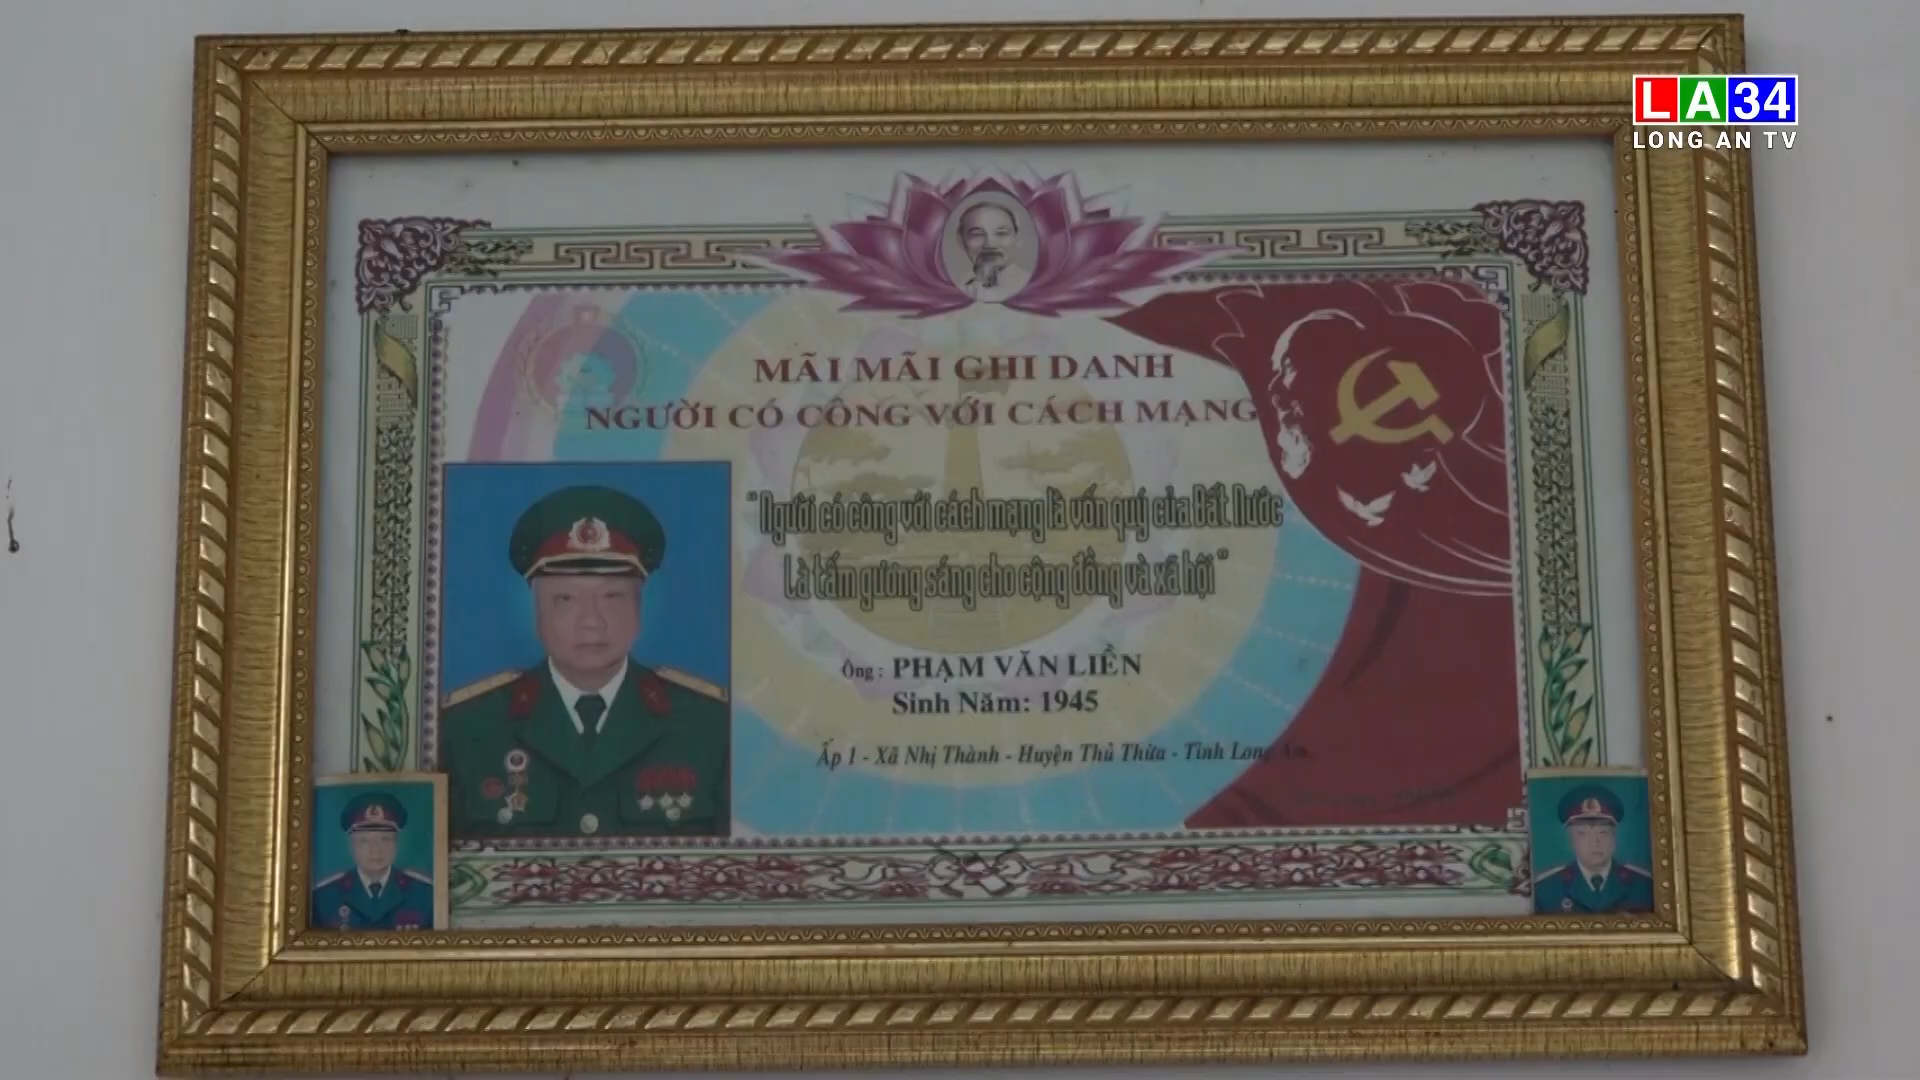 LA34
LONG AN TV
MÃI MÃI GHI DANH
NGƯỜI CÓ CÔNG VỚI CÁCH MẠNG
"Người có công với cách mạng là vốn quý của Đất Nước
Là tấm gương sáng cho cộng đồng và xã hội"
Ông: PHẠM VĂN LIỀN
Sinh Năm: 1945
Ấp 1 - Xã Nhị Thành - Huyện Thủ Thừa - Tỉnh Long An